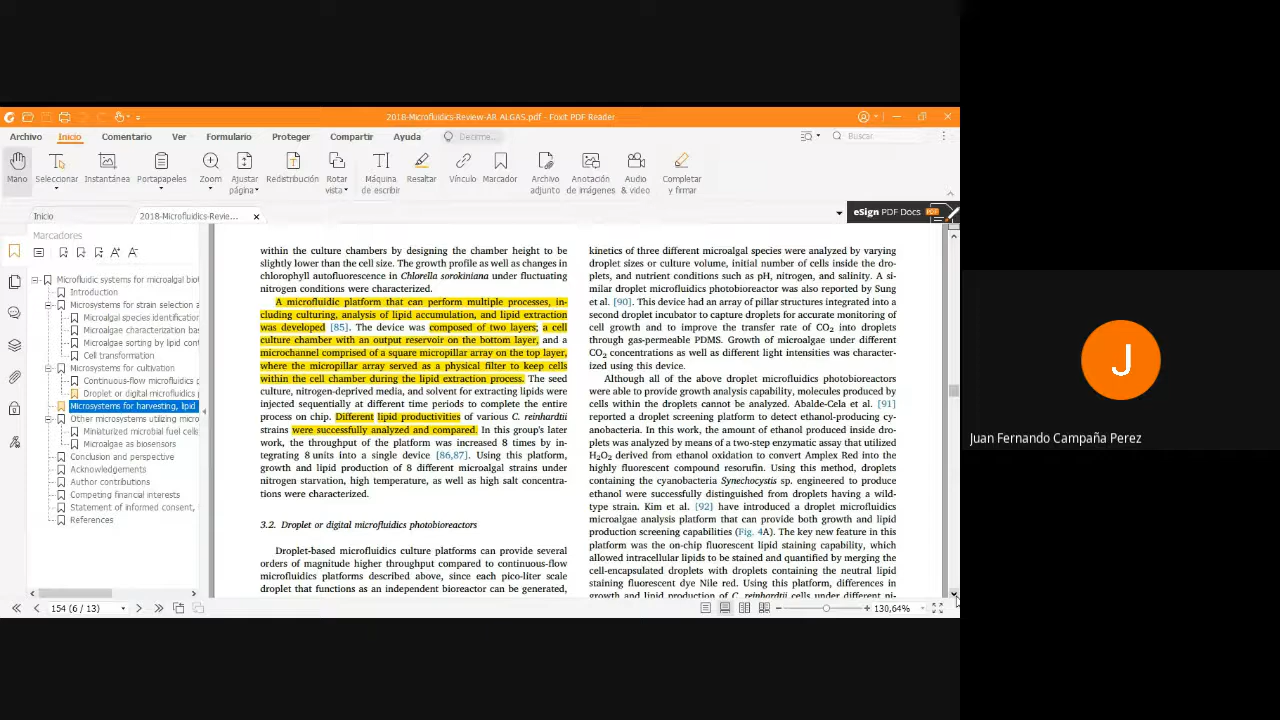 2018-Microfluidics-Review-AR ALGAS.pdf - Foxit PDF Reader
Archivo Inicio Comentario Ver Formulario Proteger Compartir Ayuda Decirme... Buscar
Mano Seleccionar Instantánea Portapapeles Zoom Ajustar página Redistribución Rotar vista Máquina de escribir Resaltar Vínculo Marcador Archivo adjunto Anotación de imágenes Audio & video Completar y firmar
Inicio 2018-Microfluidics-Revie... eSign PDF Docs
Marcadores
Microfluidic systems for microalgal biot
Introduction
Microsystems for strain selection a
Microalgal species identification
Microalgae characterization bas
Microalgae sorting by lipid cont
Cell transformation
Microsystems for cultivation
Continuous-flow microfluidics p
Droplet or digital microfluidics p
Microsystems for harvesting, lipid
Other microsystems utilizing micro
Miniaturized microbial fuel cells
Microalgae as biosensors
Conclusion and perspective
Acknowledgements
Author contributions
Competing financial interests
Statement of informed consent,
References
within the culture chambers by designing the chamber height to be
slightly lower than the cell size. The growth profile as well as changes in
chlorophyll autofluorescence in Chlorella sorokiniana under fluctuating
nitrogen conditions were characterized.
A microfluidic platform that can perform multiple processes, in-
cluding culturing, analysis of lipid accumulation, and lipid extraction
was developed [85]. The device was composed of two layers; a cell
culture chamber with an output reservoir on the bottom layer, and a
microchannel comprised of a square micropillar array on the top layer,
where the micropillar array served as a physical filter to keep cells
within the cell chamber during the lipid extraction process. The seed
culture, nitrogen-deprived media, and solvent for extracting lipids were
injected sequentially at different time periods to complete the entire
process on chip. Different lipid productivities of various C. reinhardtii
strains were successfully analyzed and compared. In this group's later
work, the throughput of the platform was increased 8 times by in-
tegrating 8 units into a single device [86,87]. Using this platform,
growth and lipid production of 8 different microalgal strains under
nitrogen starvation, high temperature, as well as high salt concentra-
tions were characterized.
3.2. Droplet or digital microfluidics photobioreactors
Droplet-based microfluidics culture platforms can provide several
orders of magnitude higher throughput compared to continuous-flow
microfluidics platforms described above, since each pico-liter scale
droplet that functions as an independent bioreactor can be generated,
kinetics of three different microalgal species were analyzed by varying
droplet sizes or culture volume, initial number of cells inside the dro-
plets, and nutrient conditions such as pH, nitrogen, and salinity. A si-
milar droplet microfluidics photobioreactor was also reported by Sung
et al. [90]. This device had an array of pillar structures integrated into a
second droplet incubator to capture droplets for accurate monitoring of
cell growth and to improve the transfer rate of CO2 into droplets
through gas-permeable PDMS. Growth of microalgae under different
CO2 concentrations as well as different light intensities was character-
ized using this device.
Although all of the above droplet microfluidics photobioreactors
were able to provide growth analysis capability, molecules produced by
cells within the droplets cannot be analyzed. Abalde-Cela et al. [91]
reported a droplet screening platform to detect ethanol-producing cy-
anobacteria. In this work, the amount of ethanol produced inside dro-
plets was analyzed by means of a two-step enzymatic assay that utilized
H2O2 derived from ethanol oxidation to convert Amplex Red into the
highly fluorescent compound resorufin. Using this method, droplets
containing the cyanobacteria Synechocystis sp. engineered to produce
ethanol were successfully distinguished from droplets having a wild-
type strain. Kim et al. [92] have introduced a droplet microfluidics
microalgae analysis platform that can provide both growth and lipid
production screening capabilities (Fig. 4A). The key new feature in this
platform was the on-chip fluorescent lipid staining capability, which
allowed intracellular lipids to be stained and quantified by merging the
cell-encapsulated droplets with droplets containing the neutral lipid
staining fluorescent dye Nile red. Using this platform, differences in
growth and lipid production of C. reinhardtii cells under different ni-
154 (6 / 13) 130,64%
J
Juan Fernando Campaña Perez